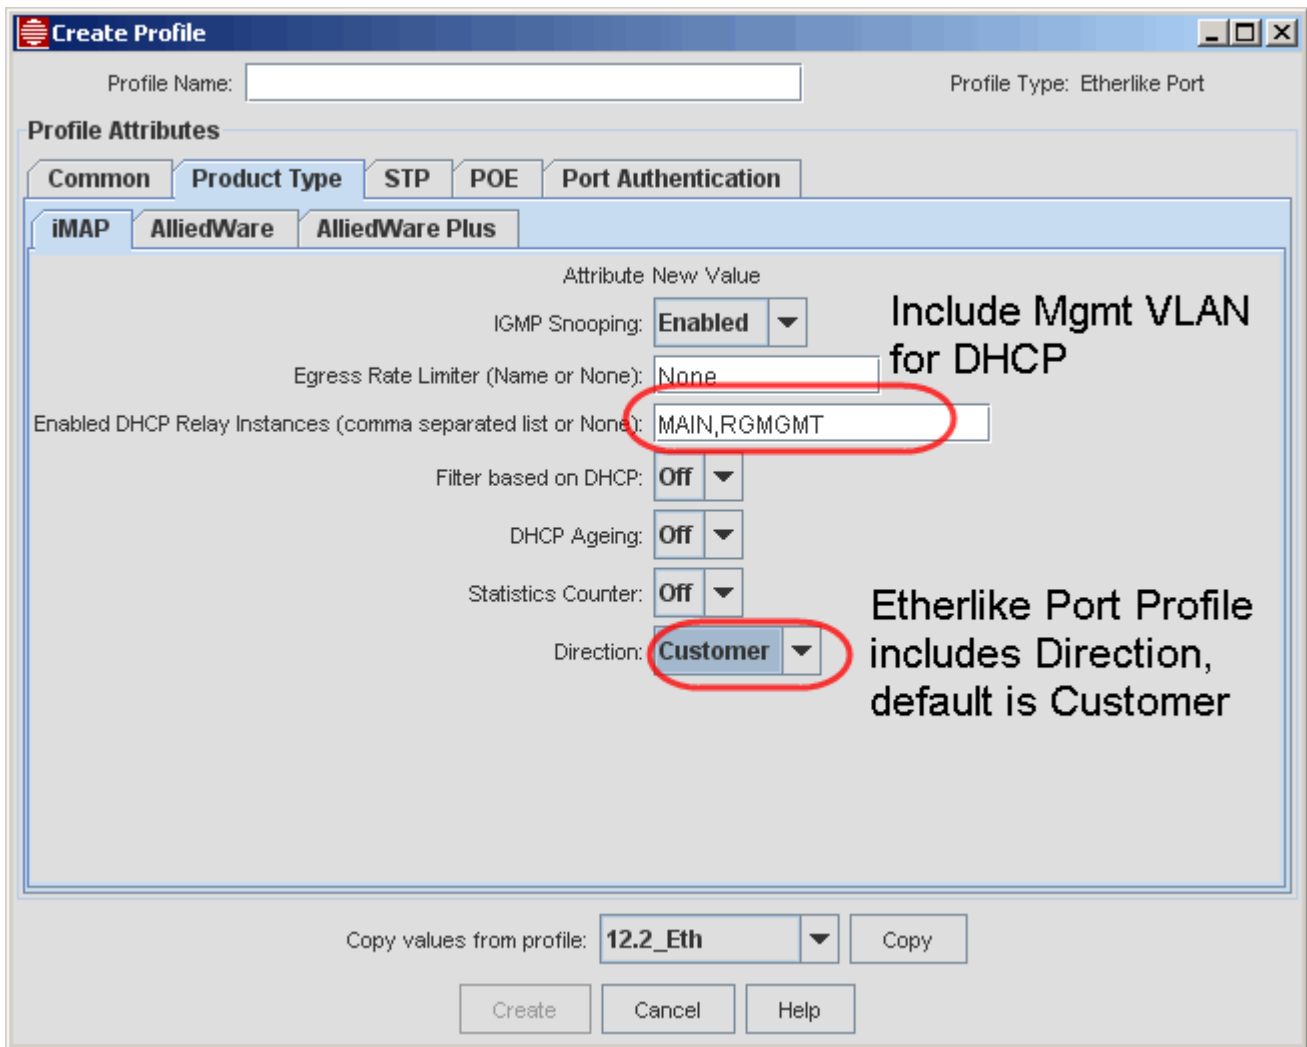 Create Profile
Profile Name: Profile Type: Etherlike Port
Profile Attributes
Common Product Type STP POE Port Authentication
iMAP AlliedWare AlliedWare Plus
Attribute New Value
IGMP Snooping: Enabled
Include Mgmt VLAN
for DHCP
Egress Rate Limiter (Name or None): None
Enabled DHCP Relay Instances (comma separated list or None): MAIN,RGMGMT
Filter based on DHCP: Off
DHCP Ageing: Off
Statistics Counter: Off
Direction: Customer
Etherlike Port Profile
includes Direction,
default is Customer
Copy values from profile: 12.2_Eth Copy
Create Cancel Help